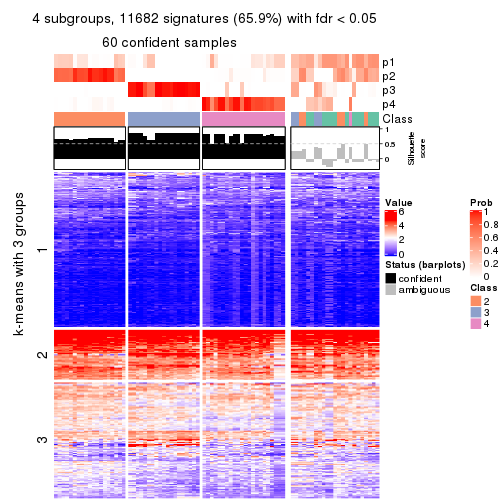 4 subgroups, 11682 signatures (65.9%) with fdr < 0.05
60 confident samples
p1
p2
p3
p4
Class
1
0.5
0
Silhouette
score
k-means with 3 groups
1
2
3
Value
6
4
2
0
Status (barplots)
confident
ambiguous
Prob
1
0.8
0.6
0.4
0.2
0
Class
2
3
4